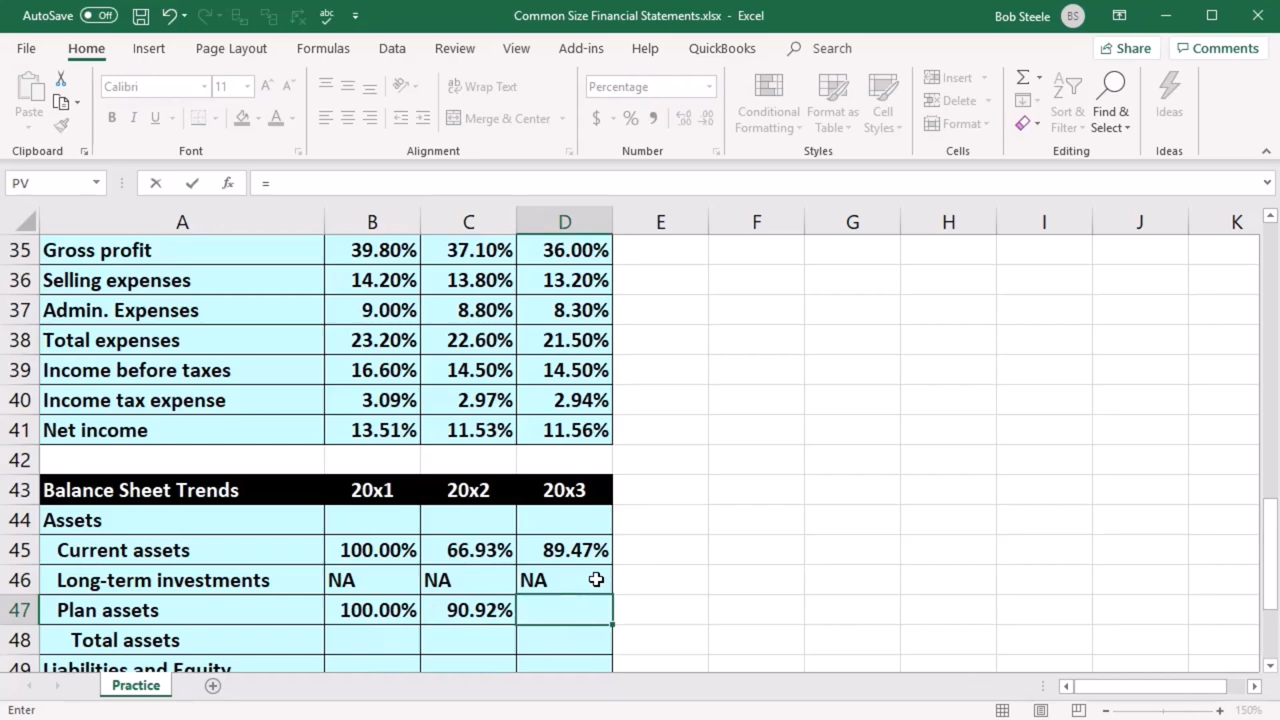 AutoSave Off Common Size Financial Statements.xlsx - Excel Bob Steele BS
File Home Insert Page Layout Formulas Data Review View Add-ins Help QuickBooks Search Share Comments
Paste Calibri 11 Wrap Text Percentage Conditional Formatting Format as Table Cell Styles Insert Sort & Filter Find & Select Ideas
B I U Merge & Center $ % Delete
Format
Clipboard Font Alignment Number Styles Cells Editing Ideas
PV fx =
A B C D E F G H I J K
35 Gross profit 39.80% 37.10% 36.00%
36 Selling expenses 14.20% 13.80% 13.20%
37 Admin. Expenses 9.00% 8.80% 8.30%
38 Total expenses 23.20% 22.60% 21.50%
39 Income before taxes 16.60% 14.50% 14.50%
40 Income tax expense 3.09% 2.97% 2.94%
41 Net income 13.51% 11.53% 11.56%
42
43 Balance Sheet Trends 20x1 20x2 20x3
44 Assets
45 Current assets 100.00% 66.93% 89.47%
46 Long-term investments NA NA NA
47 Plan assets 100.00% 90.92%
48 Total assets
49 Liabilities and Equity
Practice
Enter 150%